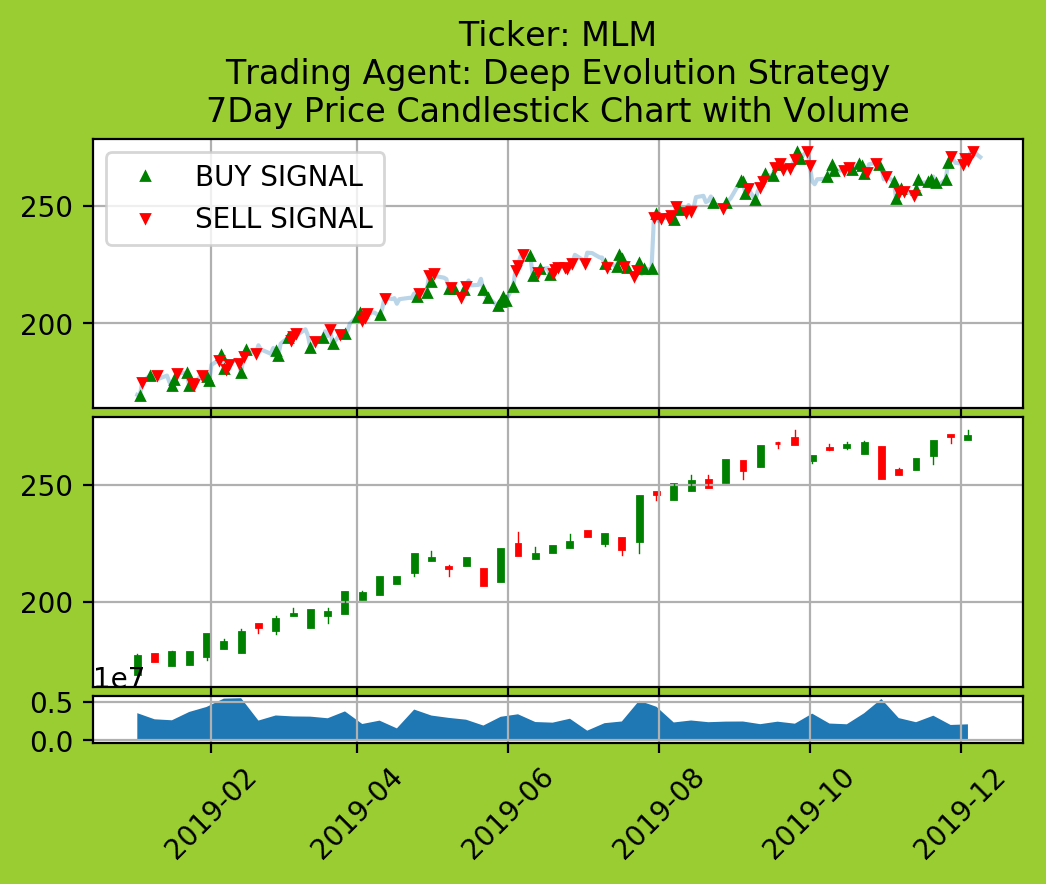 Ticker: MLM
Trading Agent: Deep Evolution Strategy
7Day Price Candlestick Chart with Volume
BUY SIGNAL
SELL SIGNAL
250
200
250
200
1e7
0.5
0.0
2019-02
2019-04
2019-06
2019-08
2019-10
2019-12